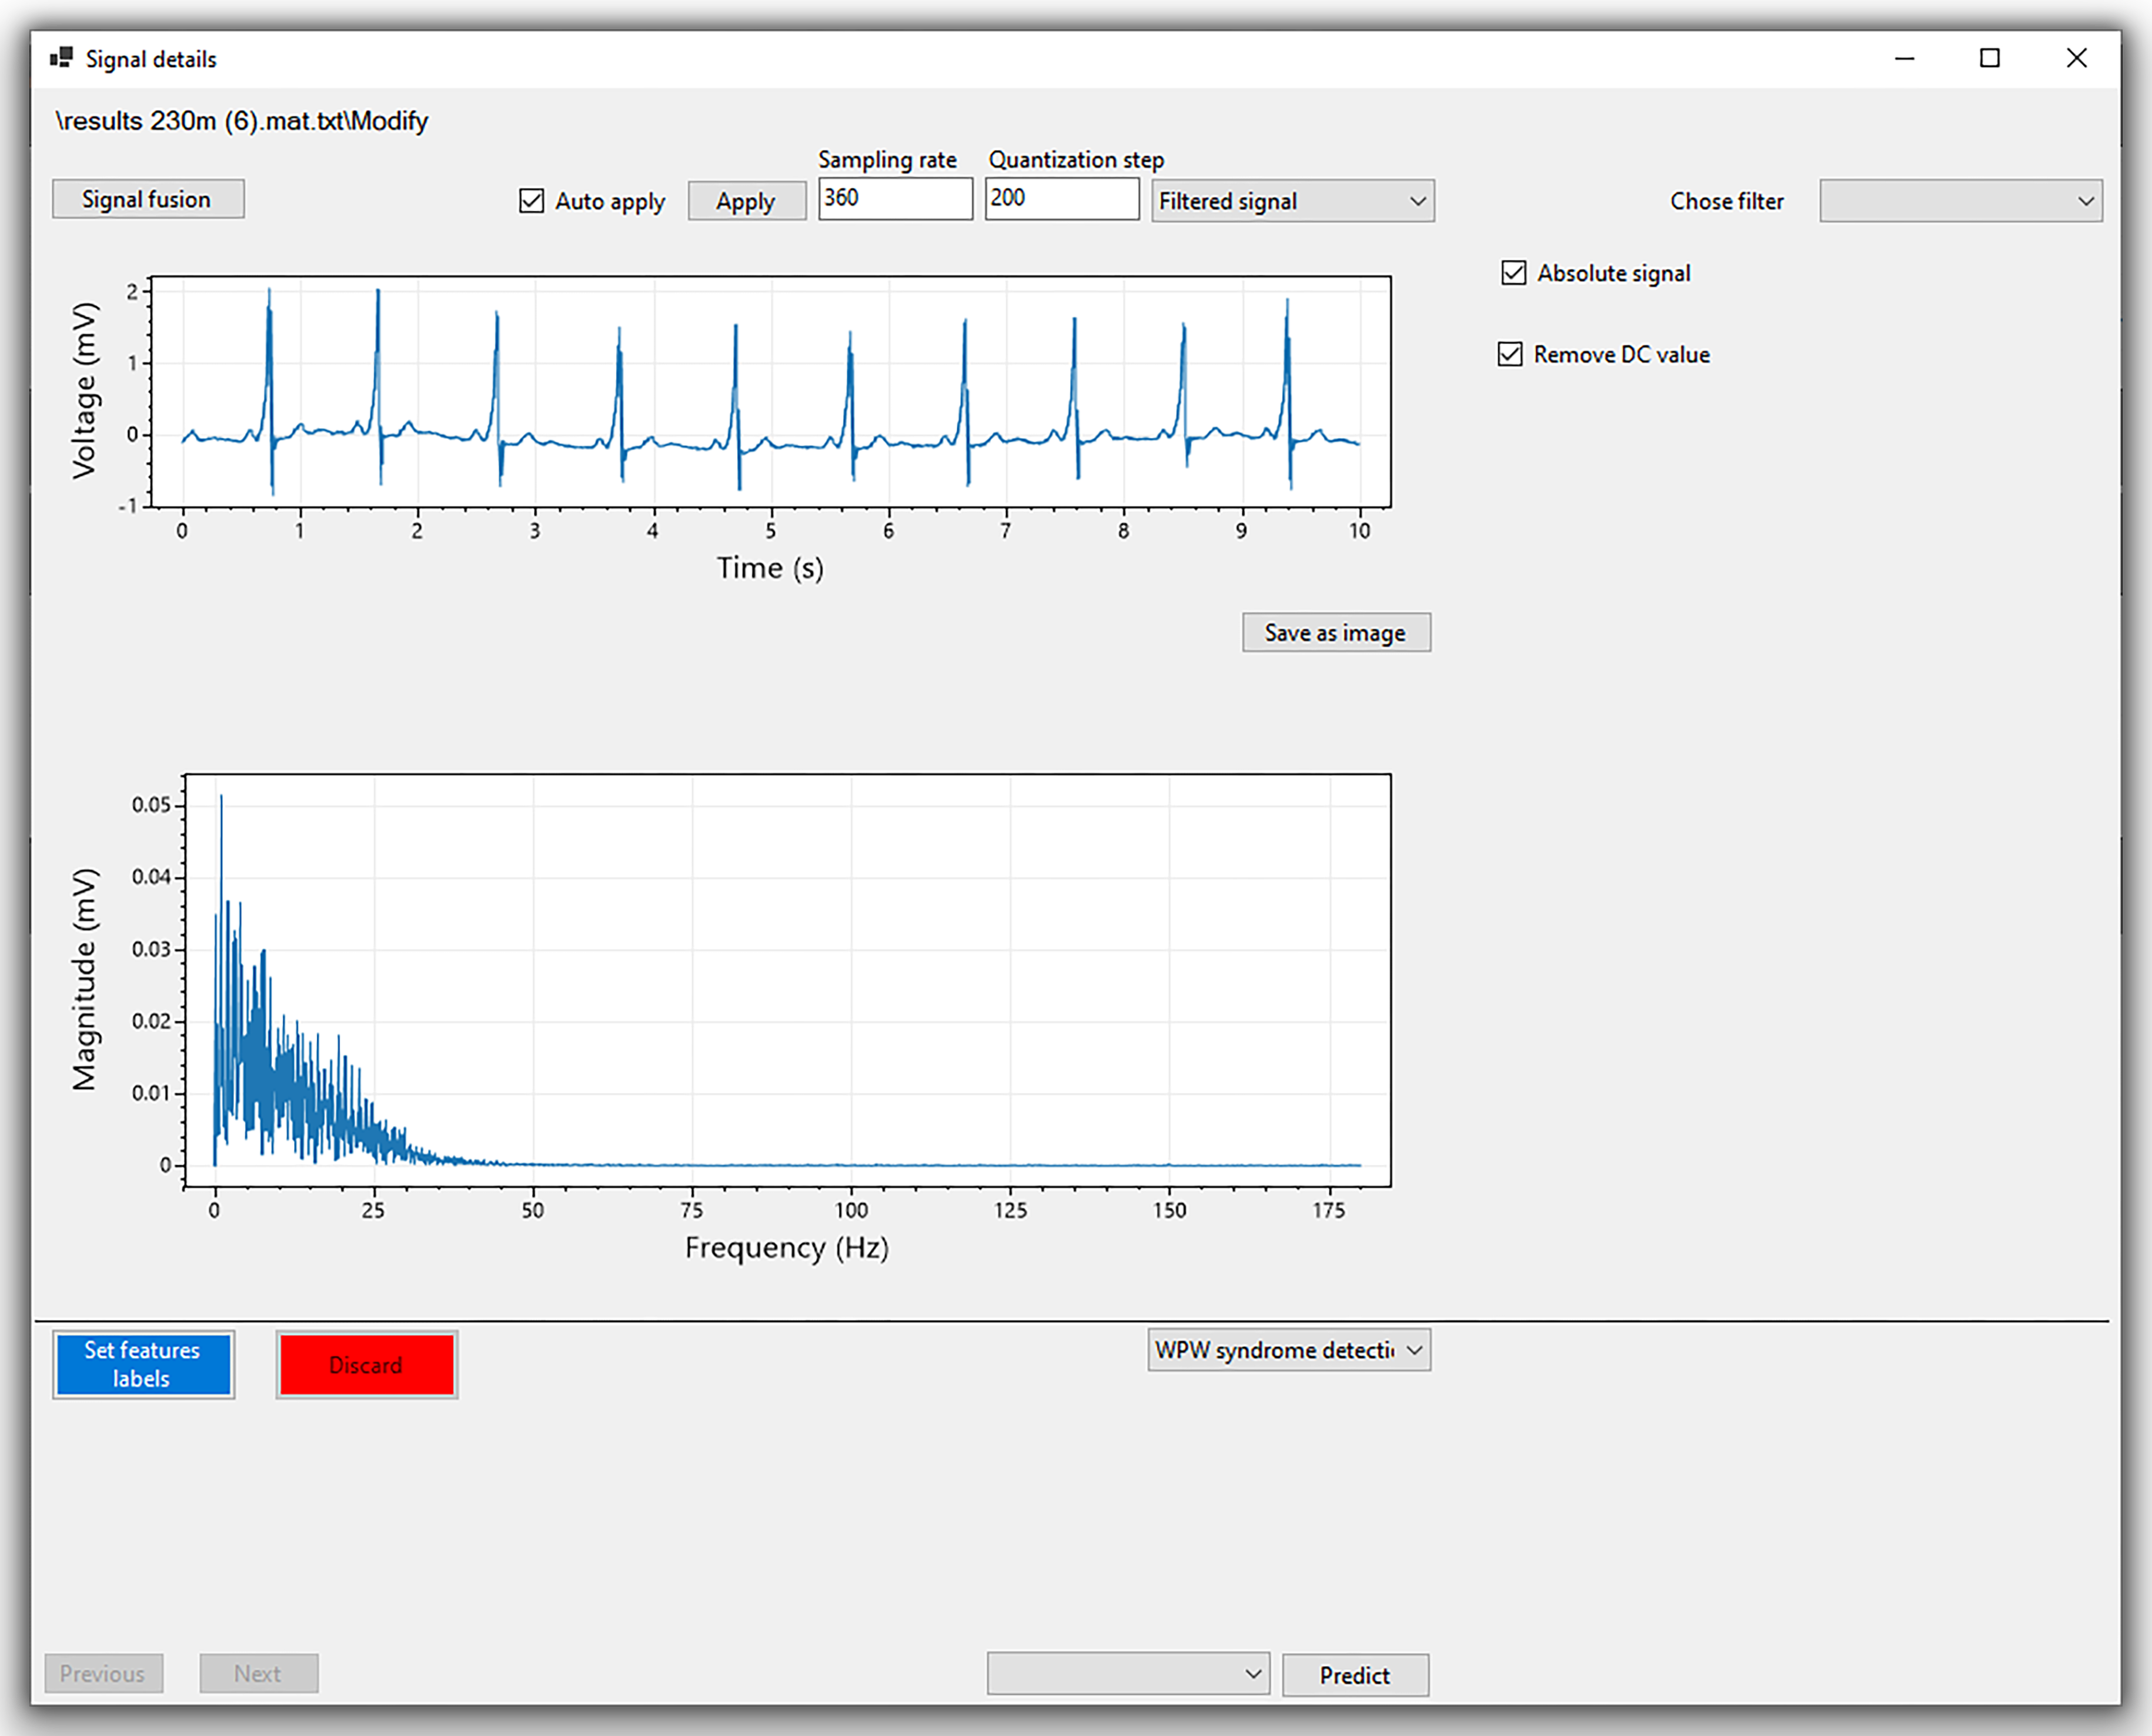 Signal details
\results 230m (6).mat.txt\Modify
Sampling rate Quantization step
Signal fusion Auto apply Apply 360 200 Filtered signal Chose filter
Absolute signal
Remove DC value
Voltage (mV)
2
1
0
-1
0 1 2 3 4 5 6 7 8 9 10
Time (s)
Save as image
Magnitude (mV)
0.05
0.04
0.03
0.02
0.01
0
0 25 50 75 100 125 150 175
Frequency (Hz)
Set features
labels
Discard
WPW syndrome detecti
Previous Next Predict